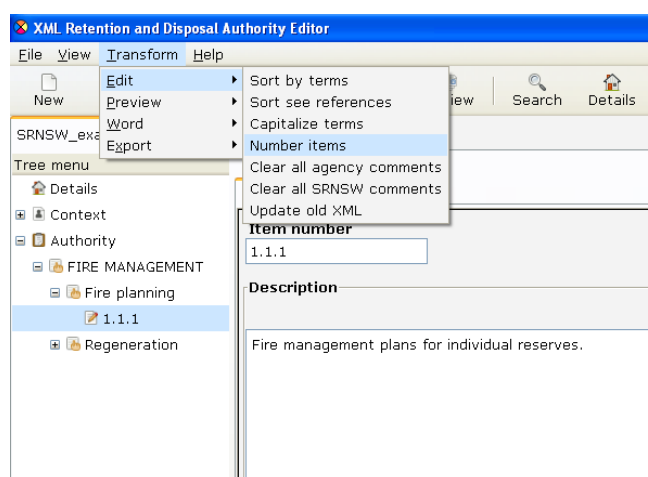 XML Retention and Disposal Authority Editor
File View Transform Help
New
Search Details
Edit
Preview
Word
Export
Sort by terms
Sort see references
Capitalize terms
Number items
Clear all agency comments
Clear all SRNSW comments
Update old XML
Tree menu
Details
Context
Authority
FIRE MANAGEMENT
Fire planning
1.1.1
Regeneration
Item number
1.1.1
Description
Fire management plans for individual reserves.